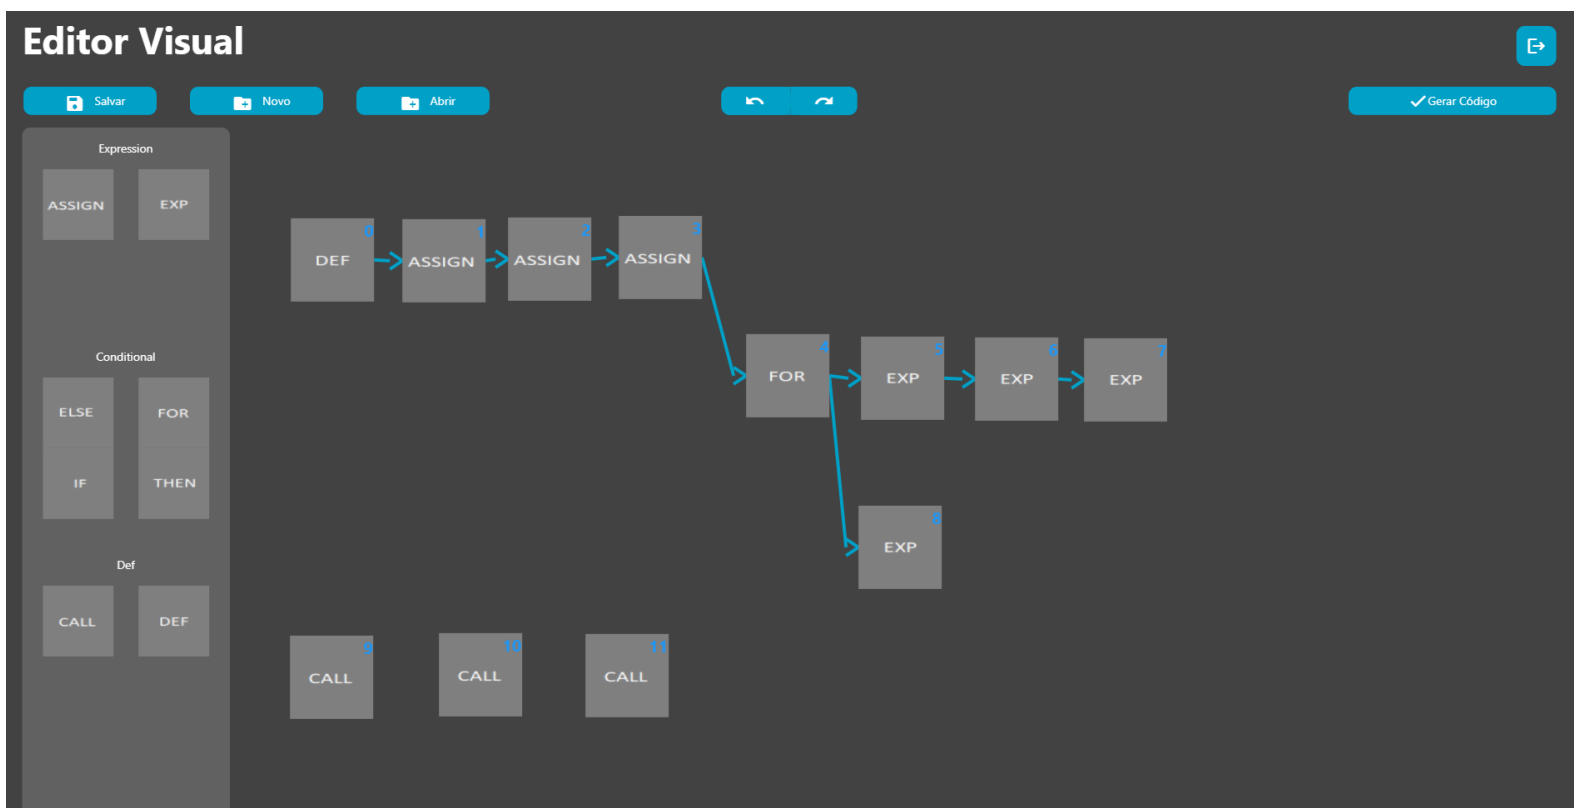 Editor Visual
Salvar
Novo
Abrir
Gerar Código
Expression
ASSIGN EXP
Conditional
ELSE FOR
IF THEN
Def
CALL DEF
0 1 2 3
DEF ASSIGN ASSIGN ASSIGN
4 5 6 7
FOR EXP EXP EXP
8
EXP
9 10 11
CALL CALL CALL